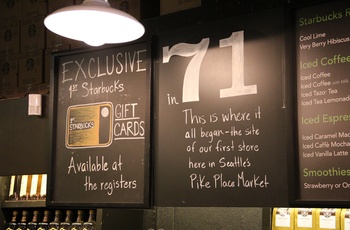 EXCLUSIVE
1st Starbucks
GIFT
CARDS
Available at
the registers
in 71
This is where it
all began - the site
of our first store
here in Seattle's
Pike Place Market
Starbucks R
Cool Lime
Very Berry Hibiscus
Iced Coffee
Iced Coffee
Iced Coffee with Milk
Iced Tazo: Tea
Iced Tea Lemonade
Iced Espre
Iced Caramel Ma
Iced Caffè Mocha
Iced Vanilla Latte
Smoothies
Strawberry or Or